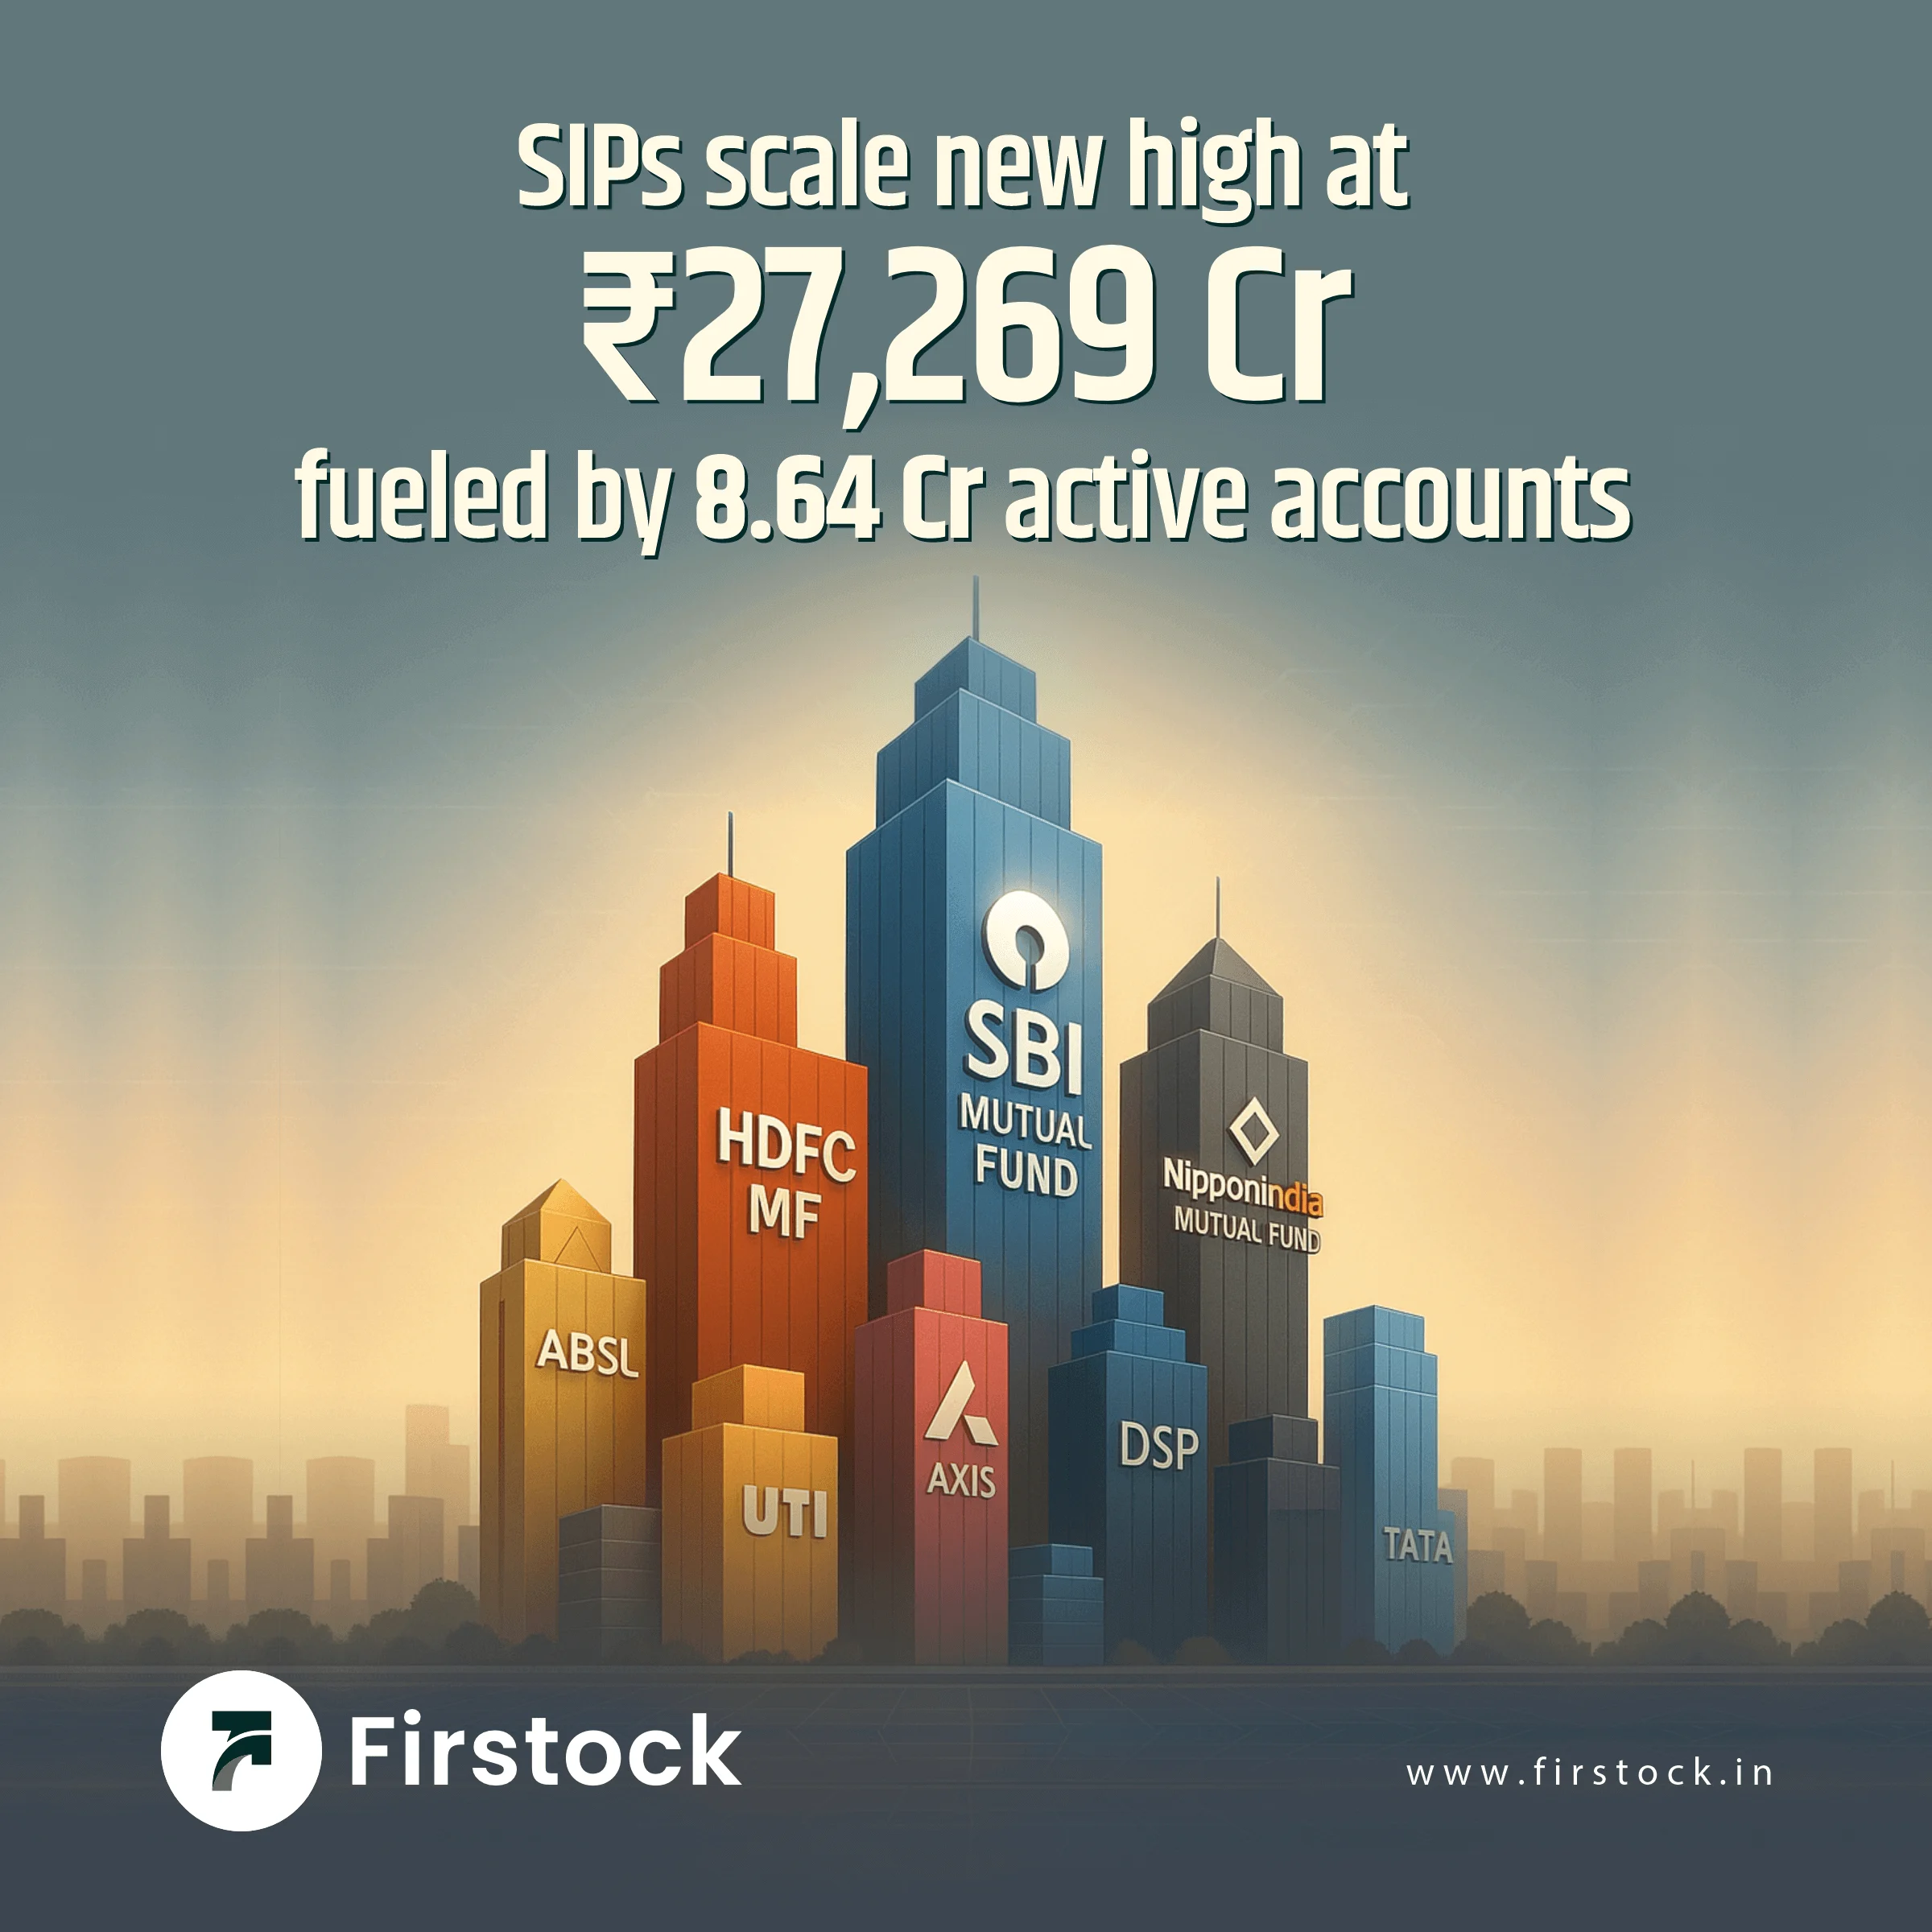 SIPs scale new high at
₹27,269 Cr
fueled by 8.64 Cr active accounts
SBI
MUTUAL
FUND
HDFC
MF
Nipponindia
MUTUAL FUND
ABSL
UTI
AXIS
DSP
TATA
Firstock
www.firstock.in